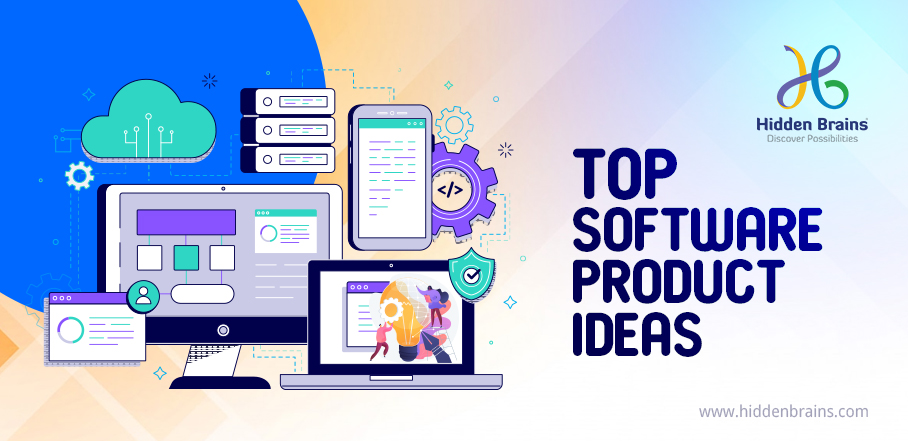 Hidden Brains
Discover Possibilities
TOP
SOFTWARE
PRODUCT
IDEAS
</>
www.hiddenbrains.com